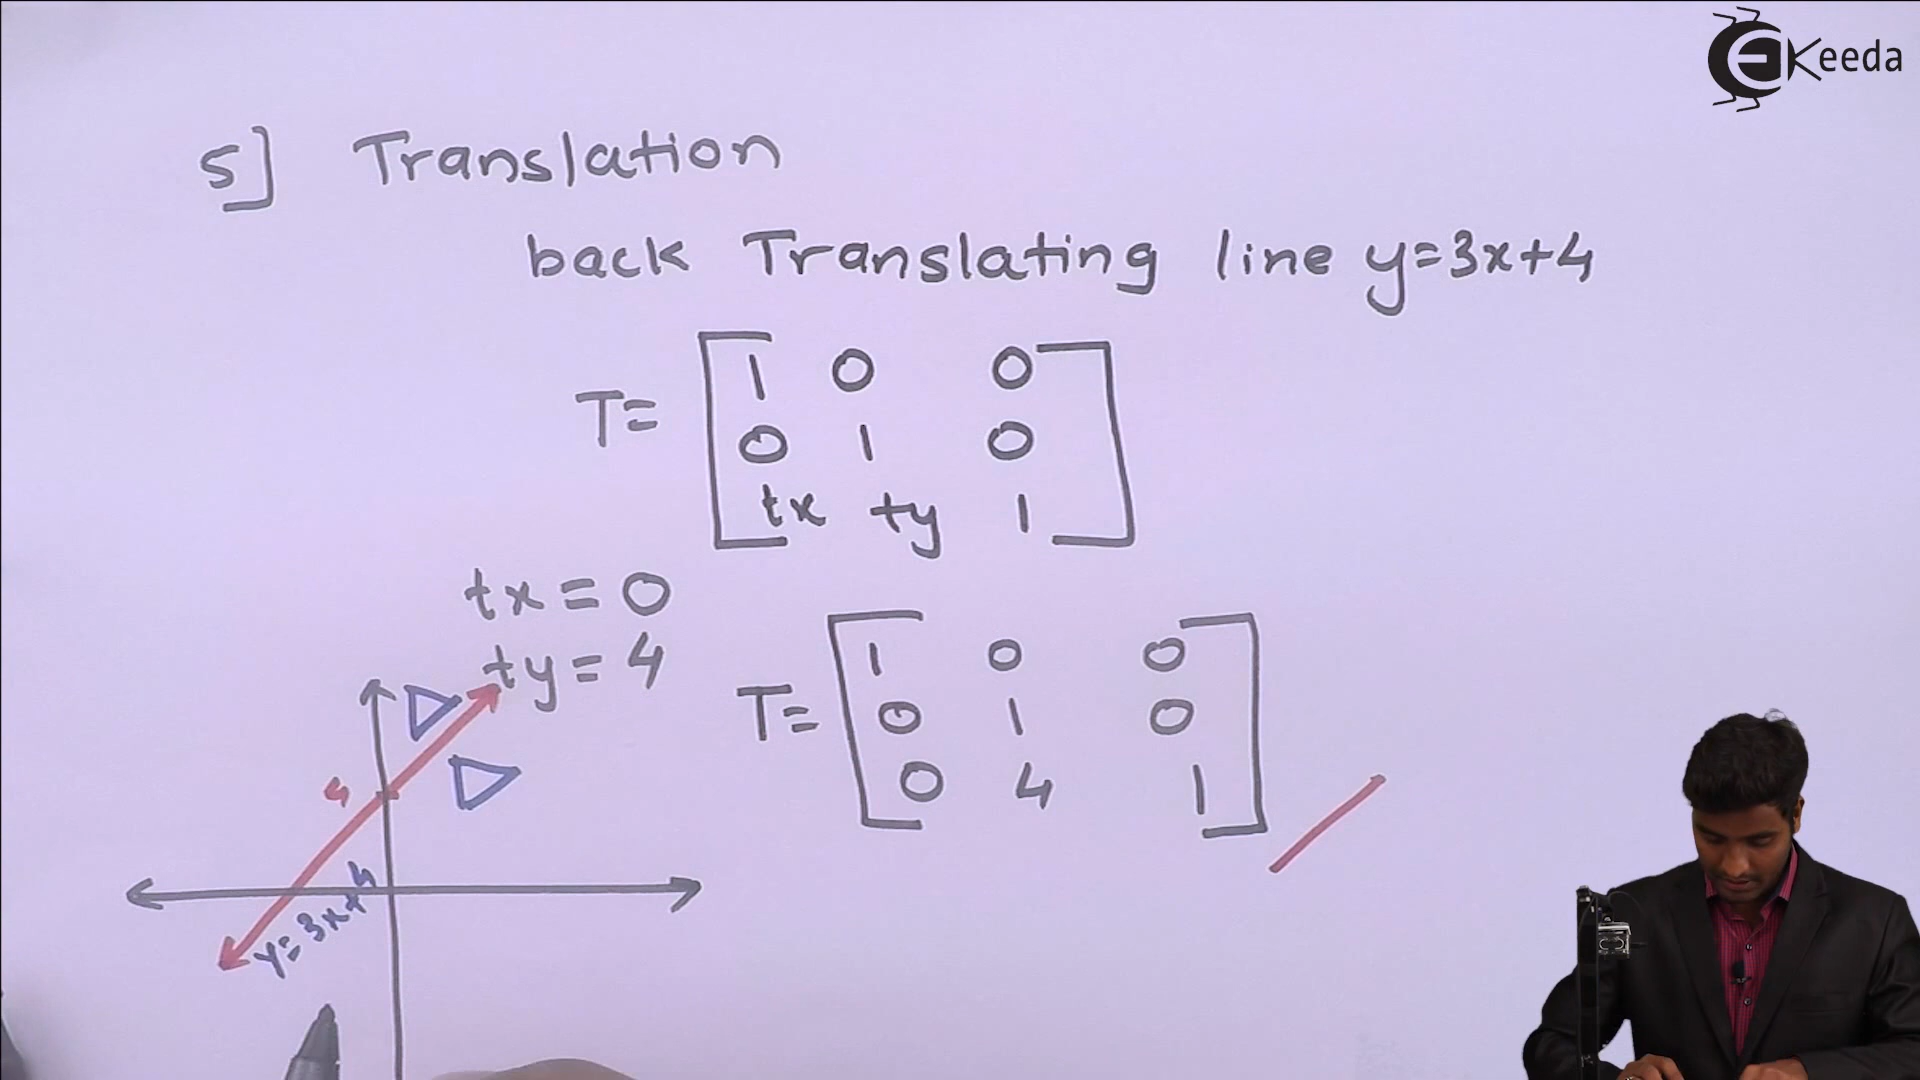 EKeeda
5] Translation
back Translating line y=3x+4
T= [ 1 0 0
0 1 0
tx ty 1 ]
tx = 0
ty = 4
T= [ 1 0 0
0 1 0
0 4 1 ]
4
y=3x+4